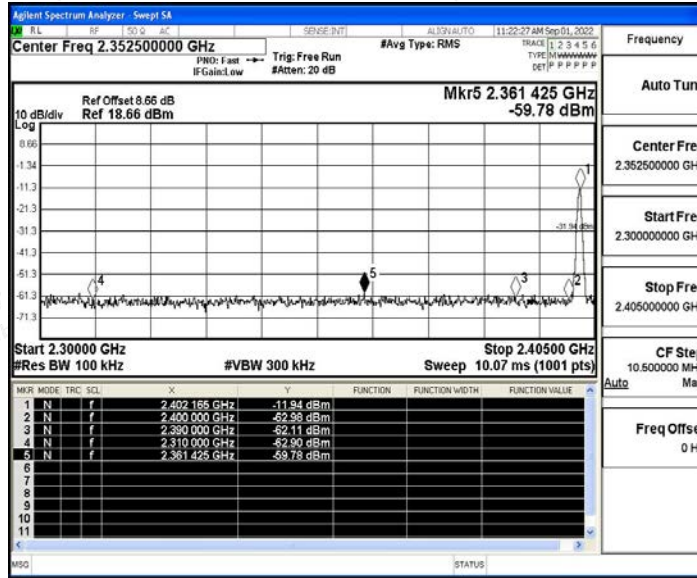 Agilent Spectrum Analyzer - Swept SA
RL RF 50 Ω AC SENSE:INT ALIGN AUTO 11:22:27 AM Sep 01, 2022
Center Freq 2.352500000 GHz #Avg Type: RMS TRACE 1 2 3 4 5 6
PNO: Fast Trig: Free Run TYPE M
IFGain:Low #Atten: 20 dB DET P P P P P P
Mkr5 2.361 425 GHz
-59.78 dBm
Ref Offset 8.66 dB
10 dB/div Ref 18.66 dBm
Log
8.66
-1.34
-11.3
-21.3
-31.3
-41.3
-51.3
-61.3
-71.3
1
-31.94 dBm
4
5
3
2
Start 2.30000 GHz Stop 2.40500 GHz
#Res BW 100 kHz #VBW 300 kHz Sweep 10.07 ms (1001 pts)
MKR MODE TRC SCL X Y FUNCTION FUNCTION WIDTH FUNCTION VALUE
1 N f 2.402 165 GHz -11.94 dBm
2 N f 2.400 000 GHz -62.98 dBm
3 N f 2.390 000 GHz -62.11 dBm
4 N f 2.310 000 GHz -62.90 dBm
5 N f 2.361 425 GHz -59.78 dBm
6
7
8
9
10
11
MSG STATUS
Frequency
Auto Tun
Center Fre
2.352500000 GH
Start Fre
2.300000000 GH
Stop Fre
2.405000000 GH
CF Ste
10.500000 MH
Auto Ma
Freq Offse
0 H